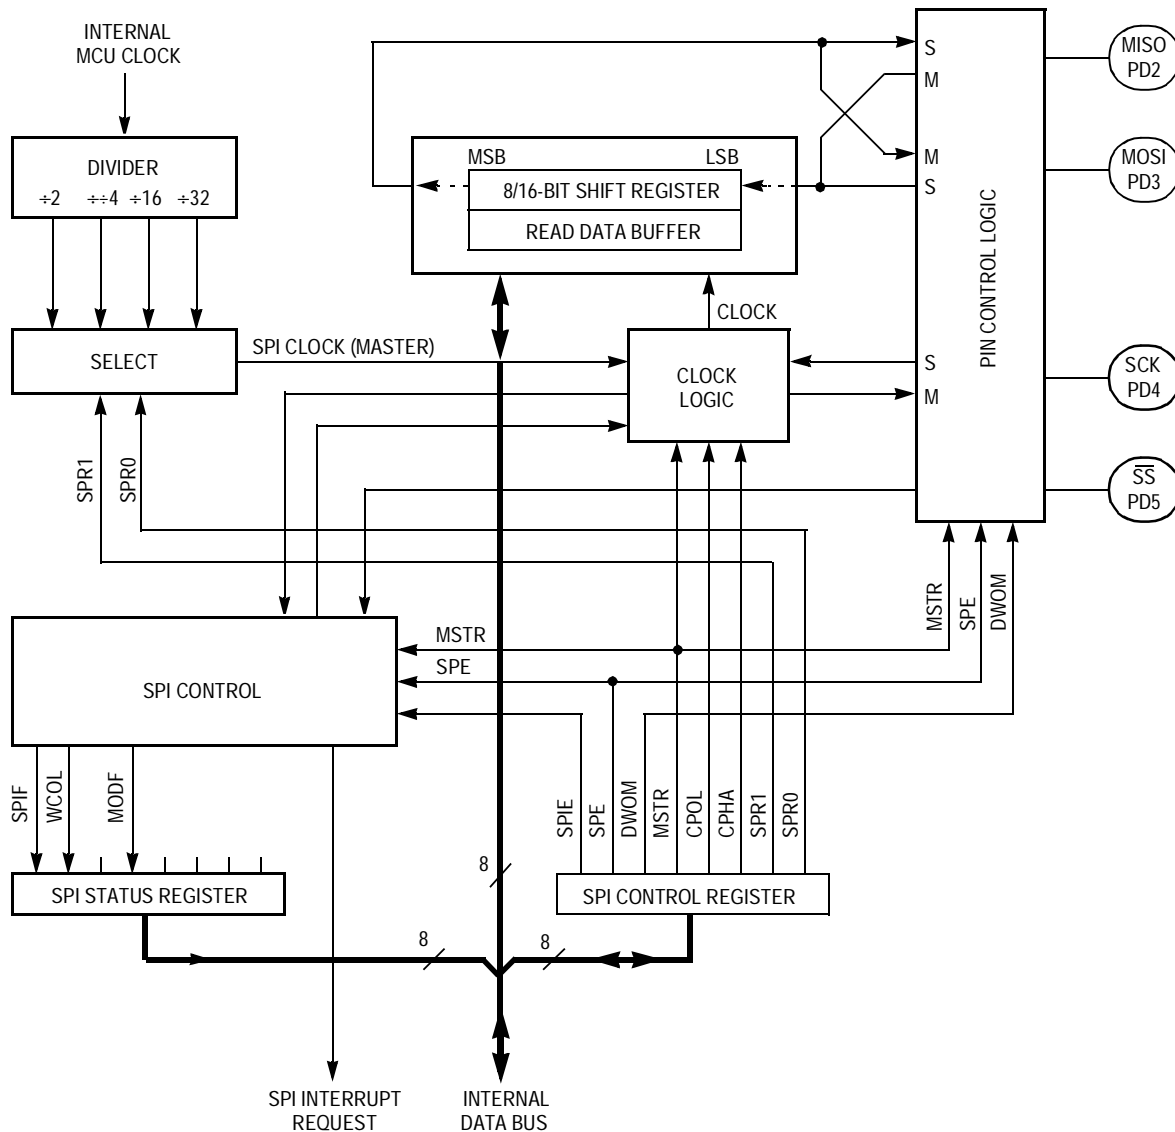 INTERNAL
MCU CLOCK
DIVIDER
÷2 ÷÷4 ÷16 ÷32
SELECT
SPI CLOCK (MASTER)
SPR1
SPR0
MSB LSB
8/16-BIT SHIFT REGISTER
READ DATA BUFFER
CLOCK
CLOCK
LOGIC
S
M
M
S
S
M
PIN CONTROL LOGIC
MISO
PD2
MOSI
PD3
SCK
PD4
S̅S̅
PD5
MSTR
SPE
DWOM
MSTR
SPE
SPI CONTROL
SPIF
WCOL
MODF
SPIE
SPE
DWOM
MSTR
CPOL
CPHA
SPR1
SPR0
8
SPI STATUS REGISTER
SPI CONTROL REGISTER
8
8
SPI INTERRUPT
REQUEST
INTERNAL
DATA BUS